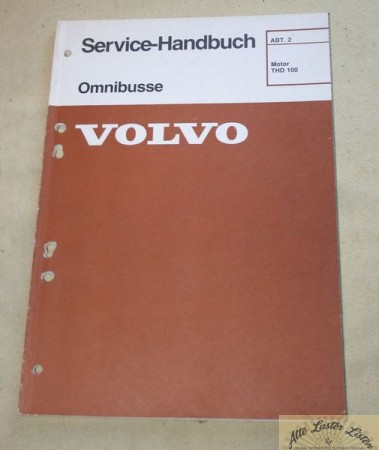 Service-Handbuch
Omnibusse
ABT. 2
Motor
THD 100
VOLVO
Alte Laster Listen